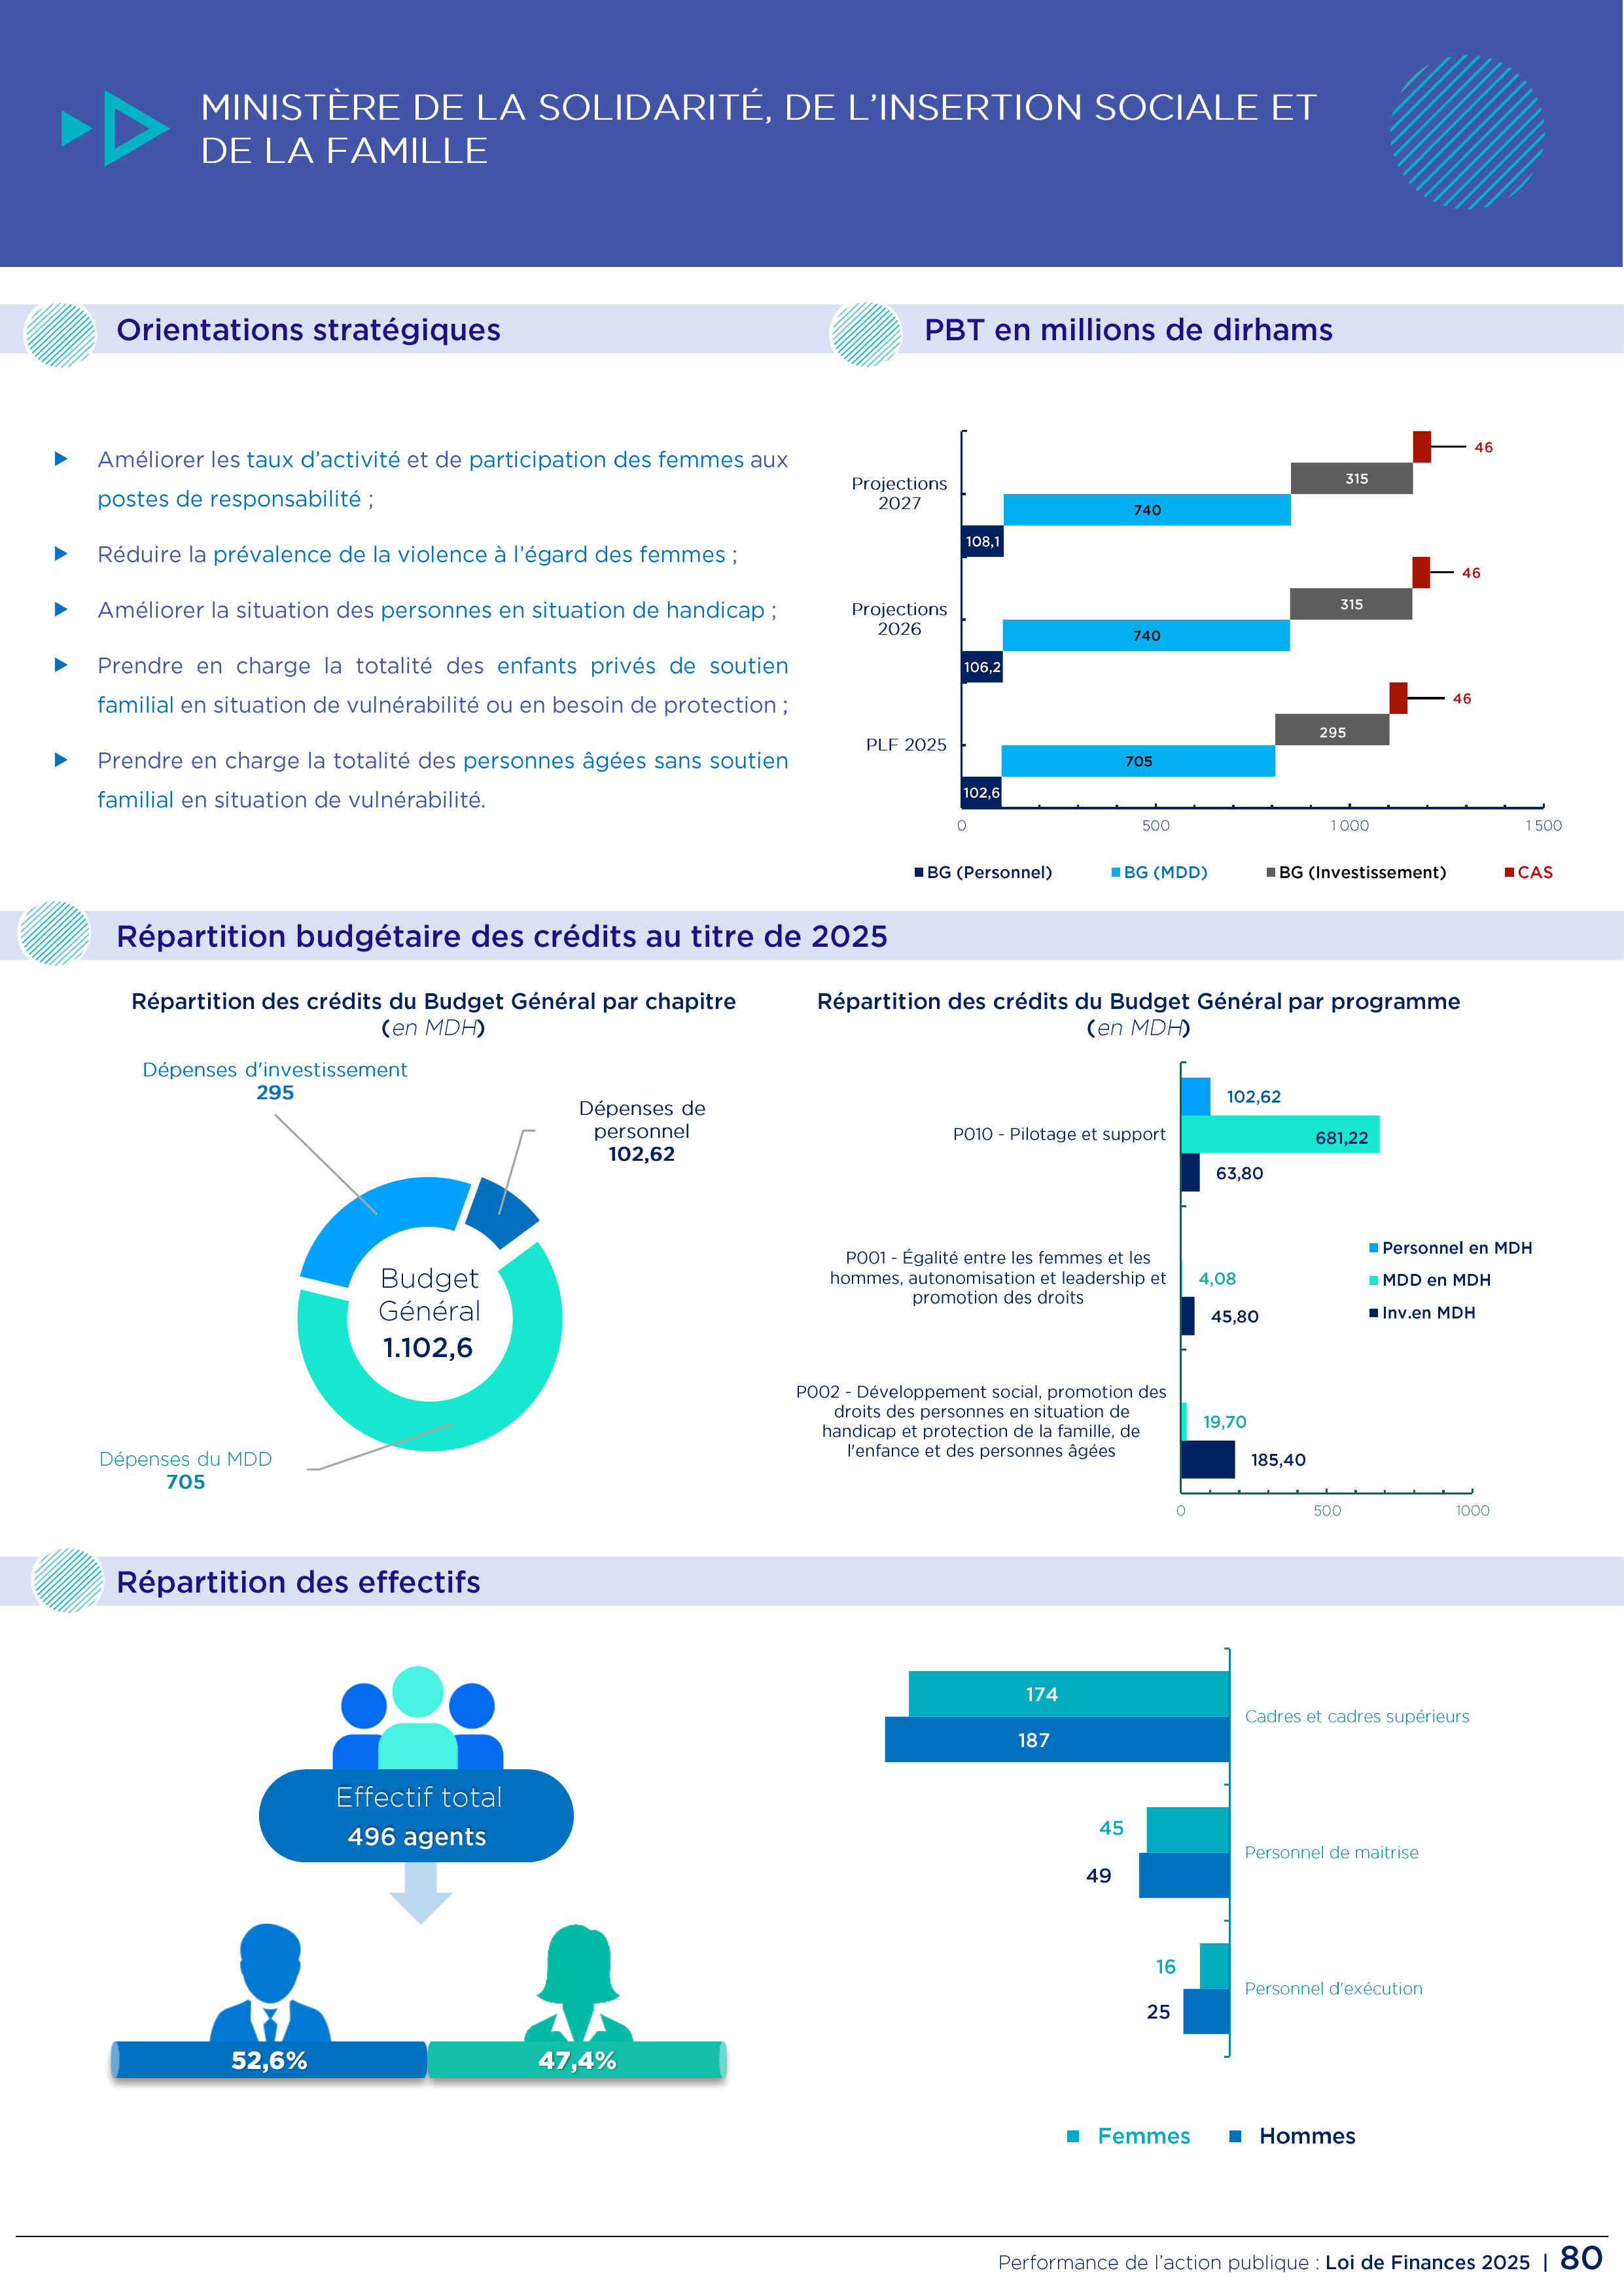 MINISTÈRE DE LA SOLIDARITÉ, DE L’INSERTION SOCIALE ET
DE LA FAMILLE
Orientations stratégiques
Améliorer les taux d’activité et de participation des femmes aux
postes de responsabilité ;
Réduire la prévalence de la violence à l’égard des femmes ;
Améliorer la situation des personnes en situation de handicap ;
Prendre en charge la totalité des enfants privés de soutien
familial en situation de vulnérabilité ou en besoin de protection ;
Prendre en charge la totalité des personnes âgées sans soutien
familial en situation de vulnérabilité.
PBT en millions de dirhams
46
315
Projections
2027
740
108,1
46
315
Projections
2026
740
106,2
46
295
PLF 2025
705
102,6
0 500 1 000 1 500
BG (Personnel) BG (MDD) BG (Investissement) CAS
Répartition budgétaire des crédits au titre de 2025
Répartition des crédits du Budget Général par chapitre
(en MDH)
Dépenses d'investissement
295
Dépenses de
personnel
102,62
Budget
Général
1.102,6
Dépenses du MDD
705
Répartition des crédits du Budget Général par programme
(en MDH)
102,62
P010 - Pilotage et support
681,22
63,80
P001 - Égalité entre les femmes et les
hommes, autonomisation et leadership et
promotion des droits
4,08
45,80
Personnel en MDH
MDD en MDH
Inv.en MDH
P002 - Développement social, promotion des
droits des personnes en situation de
handicap et protection de la famille, de
l'enfance et des personnes âgées
19,70
185,40
0 500 1000
Répartition des effectifs
Effectif total
496 agents
52,6% 47,4%
174
187
Cadres et cadres supérieurs
45
49
Personnel de maitrise
16
25
Personnel d'exécution
Femmes Hommes
Performance de l’action publique : Loi de Finances 2025 | 80